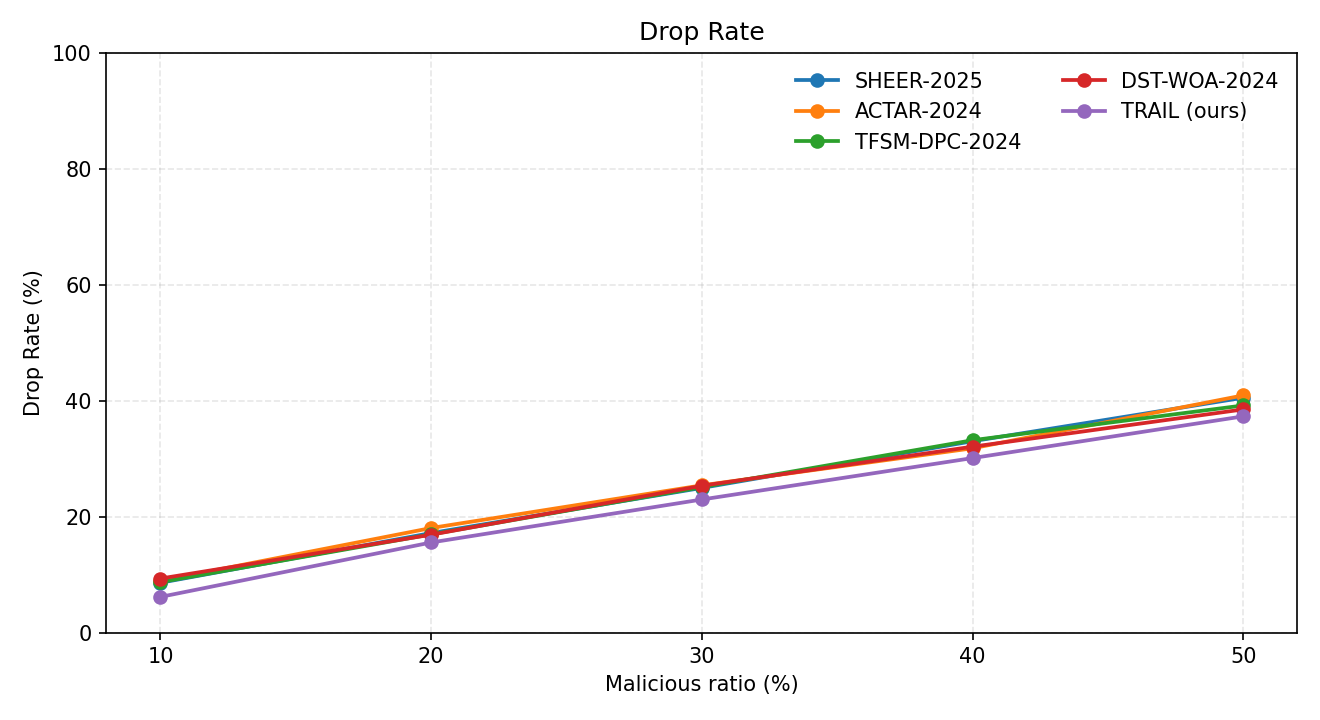 Drop Rate
100
80
60
40
20
0
Drop Rate (%)
SHEER-2025
ACTAR-2024
TFSM-DPC-2024
DST-WOA-2024
TRAIL (ours)
10 20 30 40 50
Malicious ratio (%)